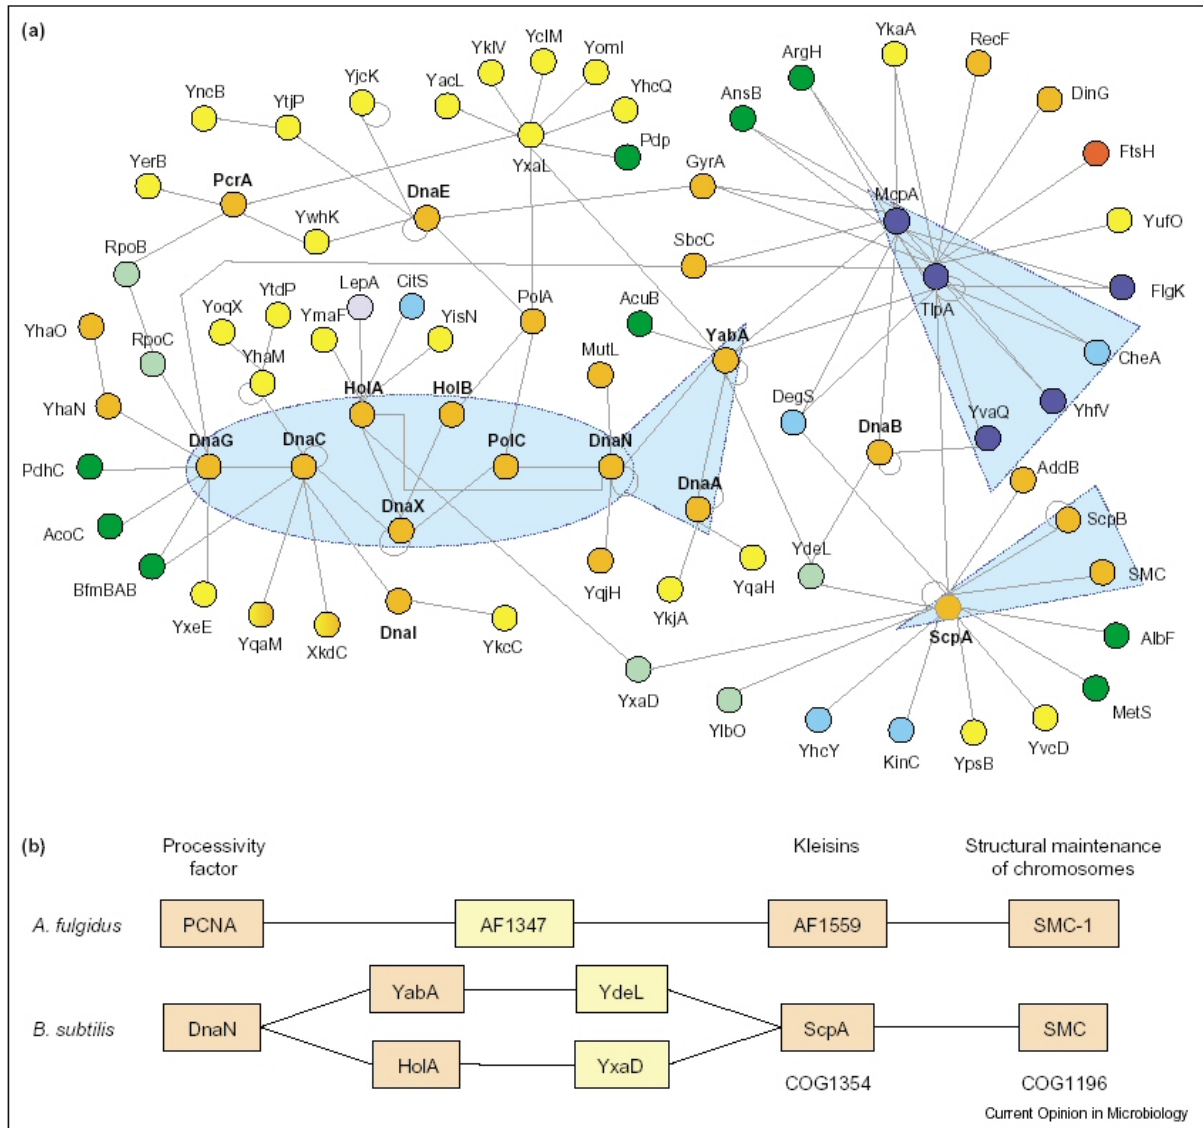 (a)
YncB
YtjP
YjcK
YklV
YclM
YomI
YacL
YhcQ
Pdp
YxaL
YkaA
RecF
ArgH
AnsB
DinG
FtsH
YerB
PcrA
DnaE
GyrA
McpA
YwhK
YufO
RpoB
SbcC
TlpA
FlgK
LepA
CitS
YtdP
YoqX
YmaF
YisN
PolA
AcuB
YhaO
RpoC
YhaM
MutL
YabA
CheA
HolA
HolB
DegS
YhfV
YhaN
YvaQ
DnaG
DnaC
PolC
DnaN
DnaB
PdhC
DnaA
AddB
DnaX
ScpB
AcoC
BfmBAB
YqjH
YqaH
YdeL
SMC
YxeE
YkjA
YqaM
XkdC
DnaI
YkcC
ScpA
AlbF
YxaD
YlbO
MetS
YhcY
KinC
YpsB
YvcD
(b)
Processivity
factor
Kleisins
Structural maintenance
of chromosomes
A. fulgidus
PCNA
AF1347
AF1559
SMC-1
YabA
YdeL
B. subtilis
DnaN
ScpA
SMC
HolA
YxaD
COG1354
COG1196
Current Opinion in Microbiology